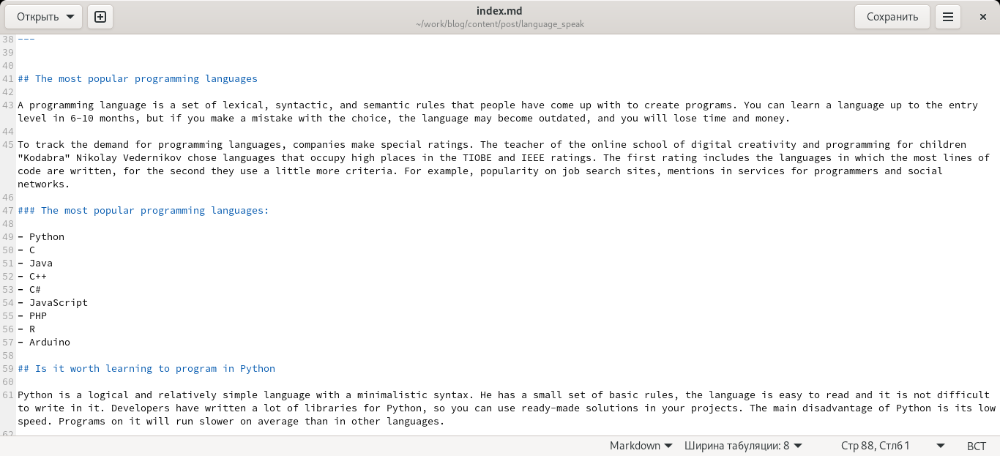 Открыть
index.md
~/work/blog/content/post/language_speak
Сохранить
38 ---
39
40
41 ## The most popular programming languages
42
43 A programming language is a set of lexical, syntactic, and semantic rules that people have come up with to create programs. You can learn a language up to the entry
level in 6-10 months, but if you make a mistake with the choice, the language may become outdated, and you will lose time and money.
44
45 To track the demand for programming languages, companies make special ratings. The teacher of the online school of digital creativity and programming for children
"Kodabra" Nikolay Vedernikov chose languages that occupy high places in the TIOBE and IEEE ratings. The first rating includes the languages in which the most lines of
code are written, for the second they use a little more criteria. For example, popularity on job search sites, mentions in services for programmers and social
networks.
46
47 ### The most popular programming languages:
48
49 - Python
50 - C
51 - Java
52 - C++
53 - C#
54 - JavaScript
55 - PHP
56 - R
57 - Arduino
58
59 ## Is it worth learning to program in Python
60
61 Python is a logical and relatively simple language with a minimalistic syntax. He has a small set of basic rules, the language is easy to read and it is not difficult
to write in it. Developers have written a lot of libraries for Python, so you can use ready-made solutions in your projects. The main disadvantage of Python is its low
speed. Programs on it will run slower on average than in other languages.
62
Markdown Ширина табуляции: 8 Стр 88, Стлб 1 ВСТ